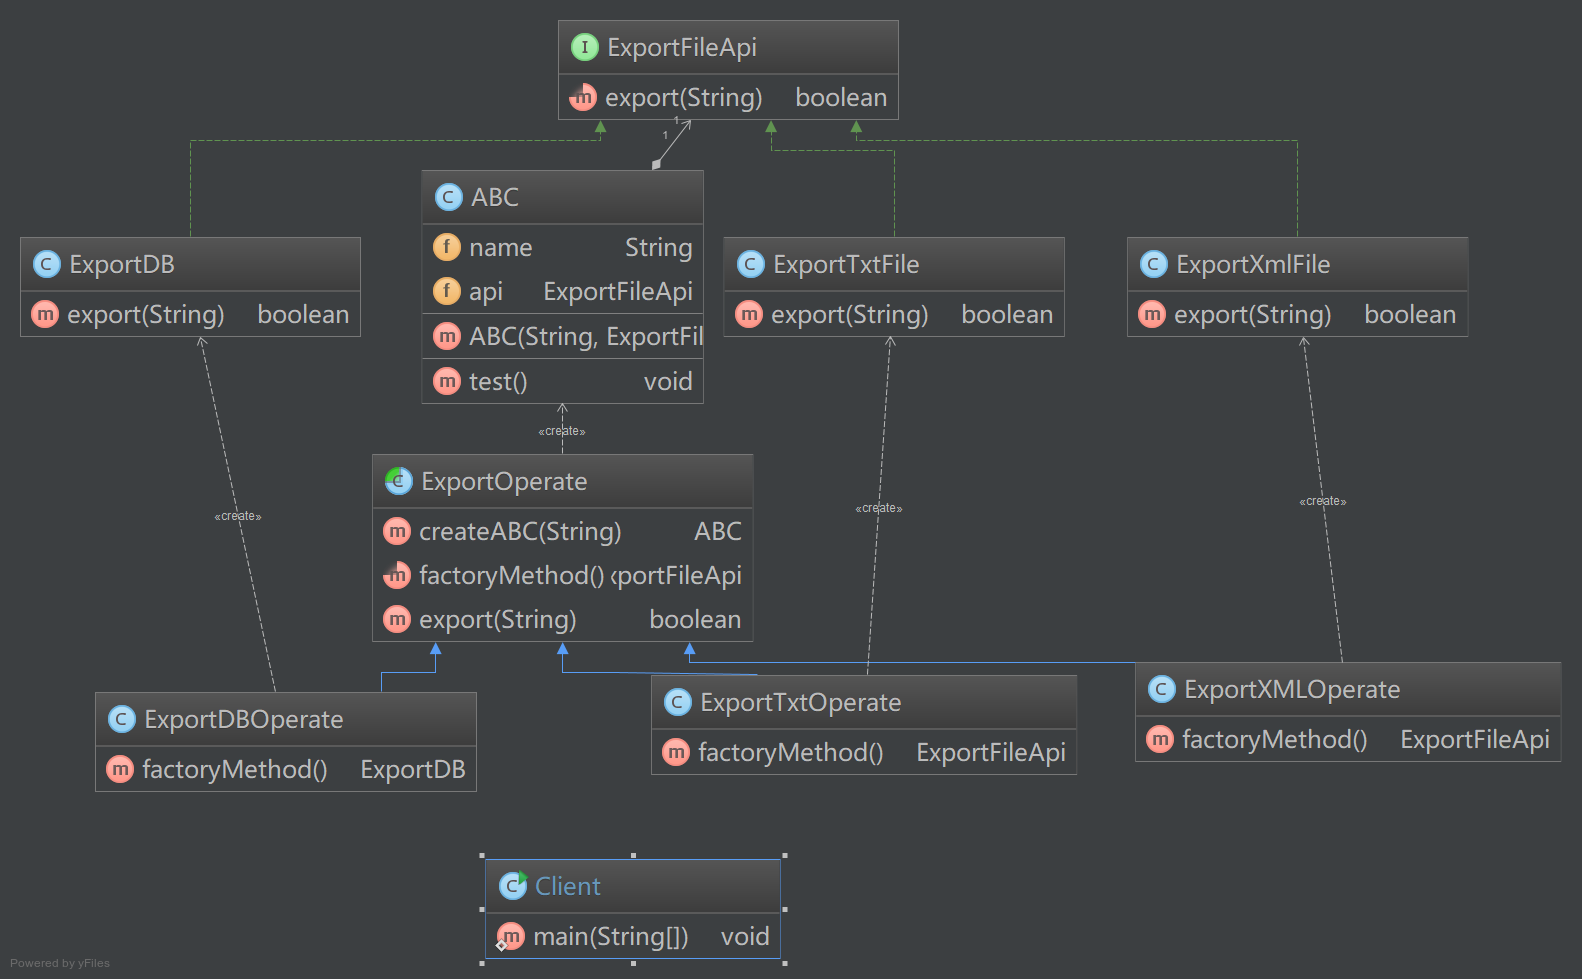 I ExportFileApi
m export(String) boolean
1
1
C ABC
f name String
f api ExportFileApi
m ABC(String, ExportFil
m test() void
C ExportDB
m export(String) boolean
C ExportTxtFile
m export(String) boolean
C ExportXmlFile
m export(String) boolean
«create»
C ExportOperate
m createABC(String) ABC
m factoryMethod() portFileApi
m export(String) boolean
«create»
«create»
«create»
C ExportDBOperate
m factoryMethod() ExportDB
C ExportTxtOperate
m factoryMethod() ExportFileApi
C ExportXMLOperate
m factoryMethod() ExportFileApi
C Client
m main(String[]) void
Powered by yFiles